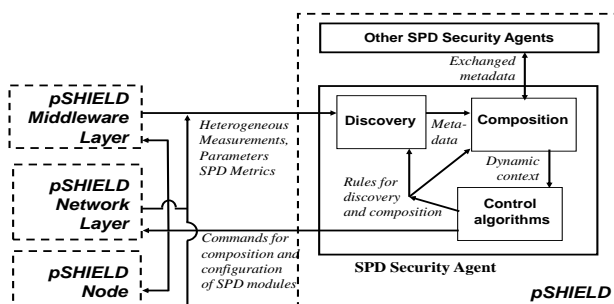 Other SPD Security Agents
Exchanged
metadata
pSHIELD
Middleware
Layer
Heterogeneous
Measurements,
Parameters
SPD Metrics
Discovery
Meta-
data
Composition
Dynamic
context
Rules for
discovery
and composition
Control
algorithms
pSHIELD
Network
Layer
Commands for
composition and
configuration
of SPD modules
SPD Security Agent
pSHIELD
Node
pSHIELD